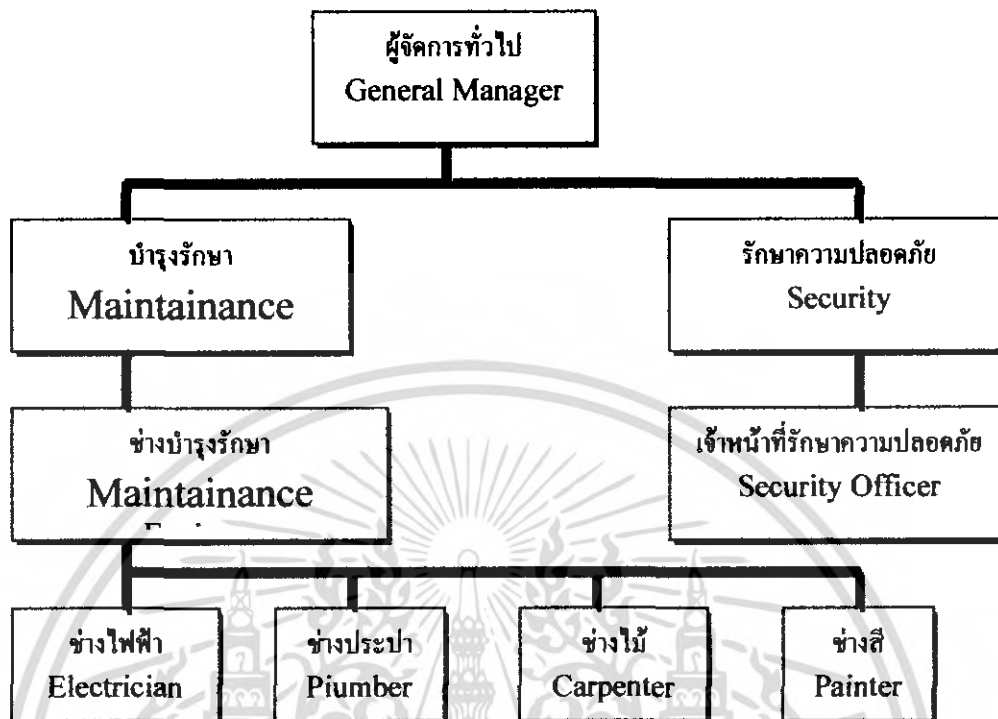 ผู้จัดการทั่วไป
General Manager
บำรุงรักษา
Maintainance
รักษาความปลอดภัย
Security
ช่างบำรุงรักษา
Maintainance
เจ้าหน้าที่รักษาความปลอดภัย
Security Officer
ช่างไฟฟ้า
Electrician
ช่างประปา
Piumber
ช่างไม้
Carpenter
ช่างสี
Painter